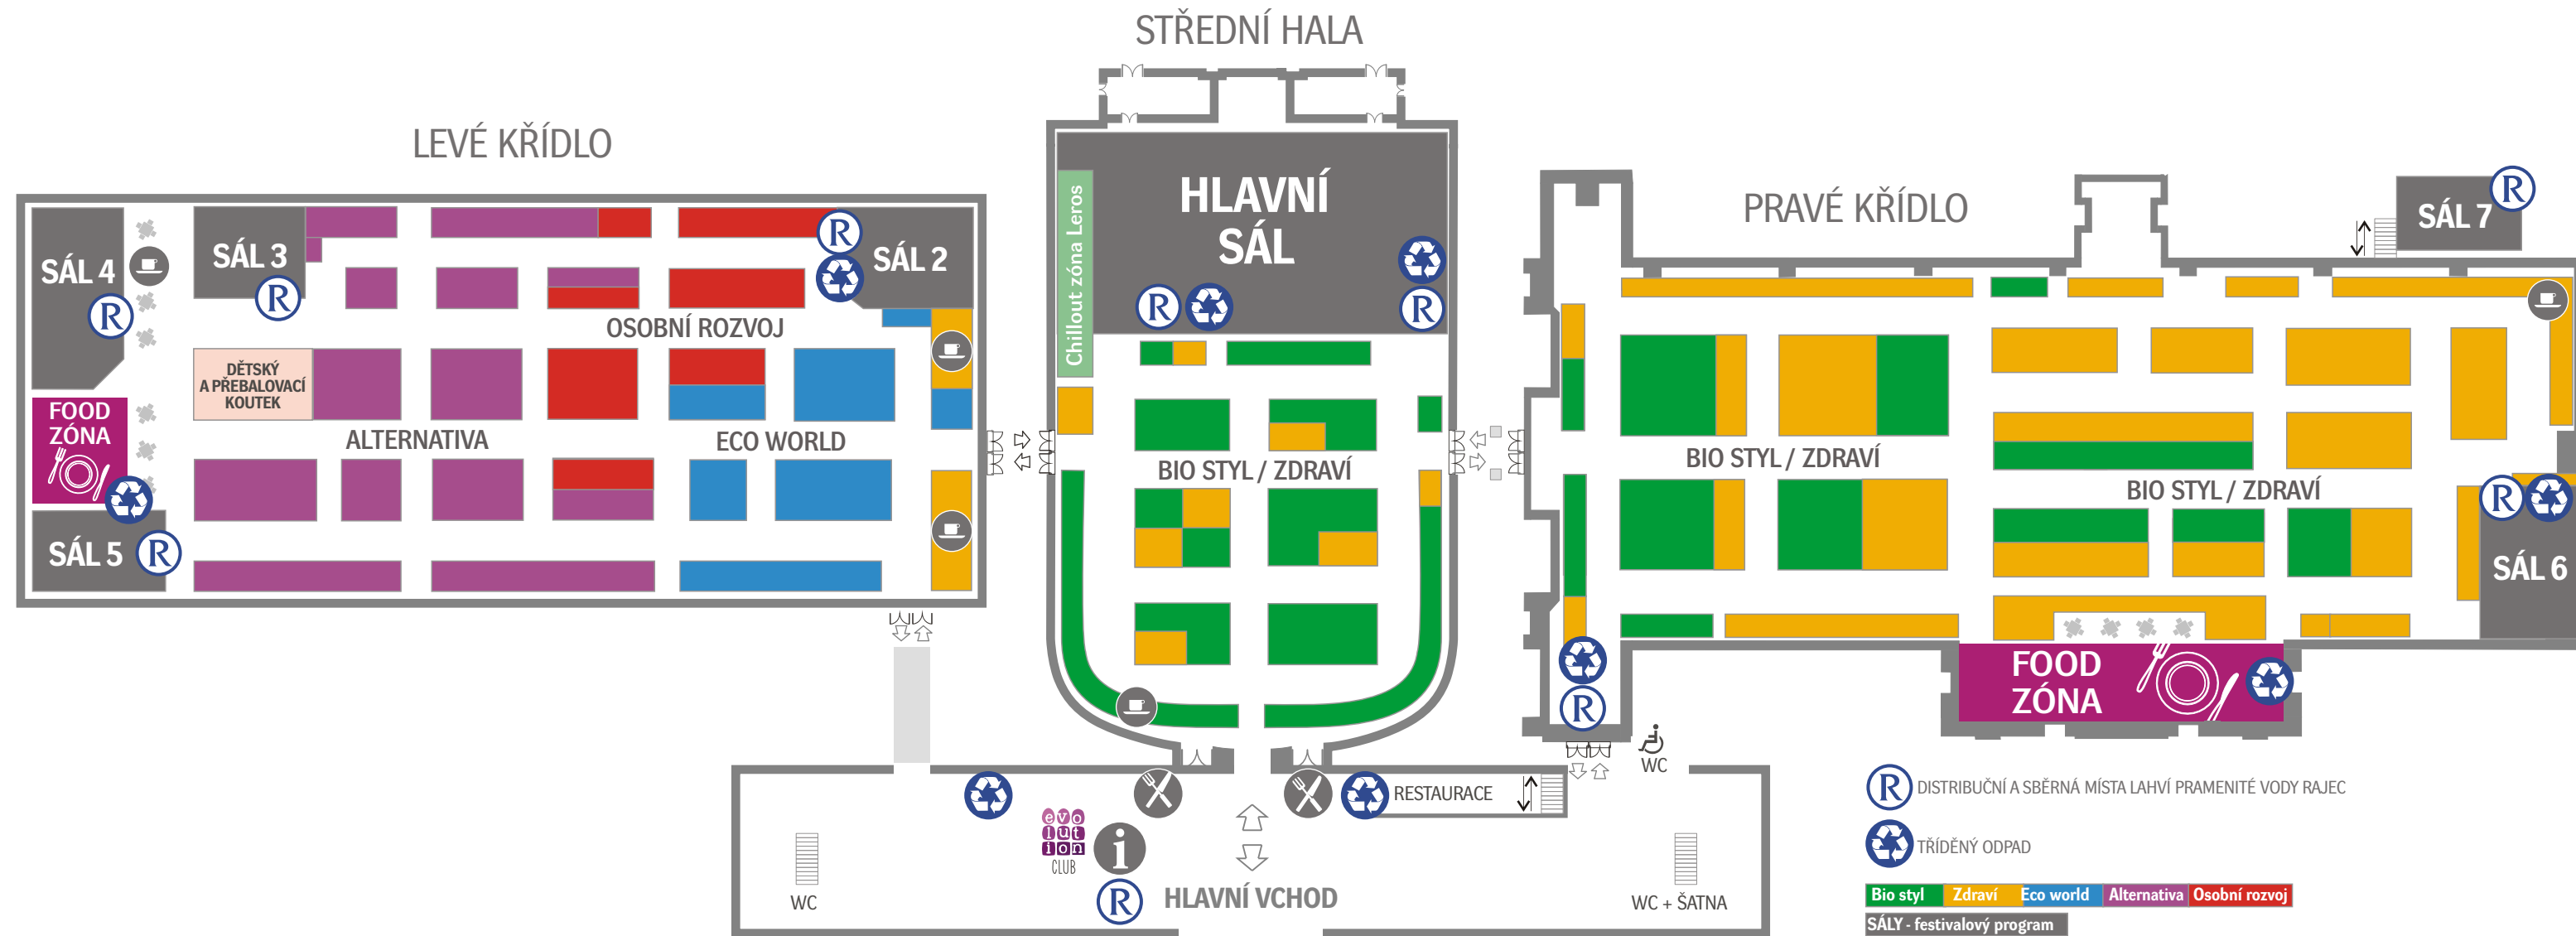 STŘEDNÍ HALA
LEVÉ KŘÍDLO
PRAVÉ KŘÍDLO
SÁL 4
SÁL 3
R
R
R
SÁL 2
OSOBNÍ ROZVOJ
DĚTSKÝ
A PŘEBALOVACÍ
KOUTEK
FOOD
ZÓNA
ALTERNATIVA
ECO WORLD
SÁL 5
R
Chillout zóna Leros
HLAVNÍ
SÁL
R
R
BIO STYL / ZDRAVÍ
SÁL 7
R
BIO STYL / ZDRAVÍ
BIO STYL / ZDRAVÍ
R
SÁL 6
FOOD
ZÓNA
R
WC
RESTAURACE
evo
lut
ion
CLUB
i
R
HLAVNÍ VCHOD
WC
WC + ŠATNA
R DISTRIBUČNÍ A SBĚRNÁ MÍSTA LAHVÍ PRAMENITÉ VODY RAJEC
TŘÍDĚNÝ ODPAD
Bio styl Zdraví Eco world Alternativa Osobní rozvoj
SÁLY - festivalový program